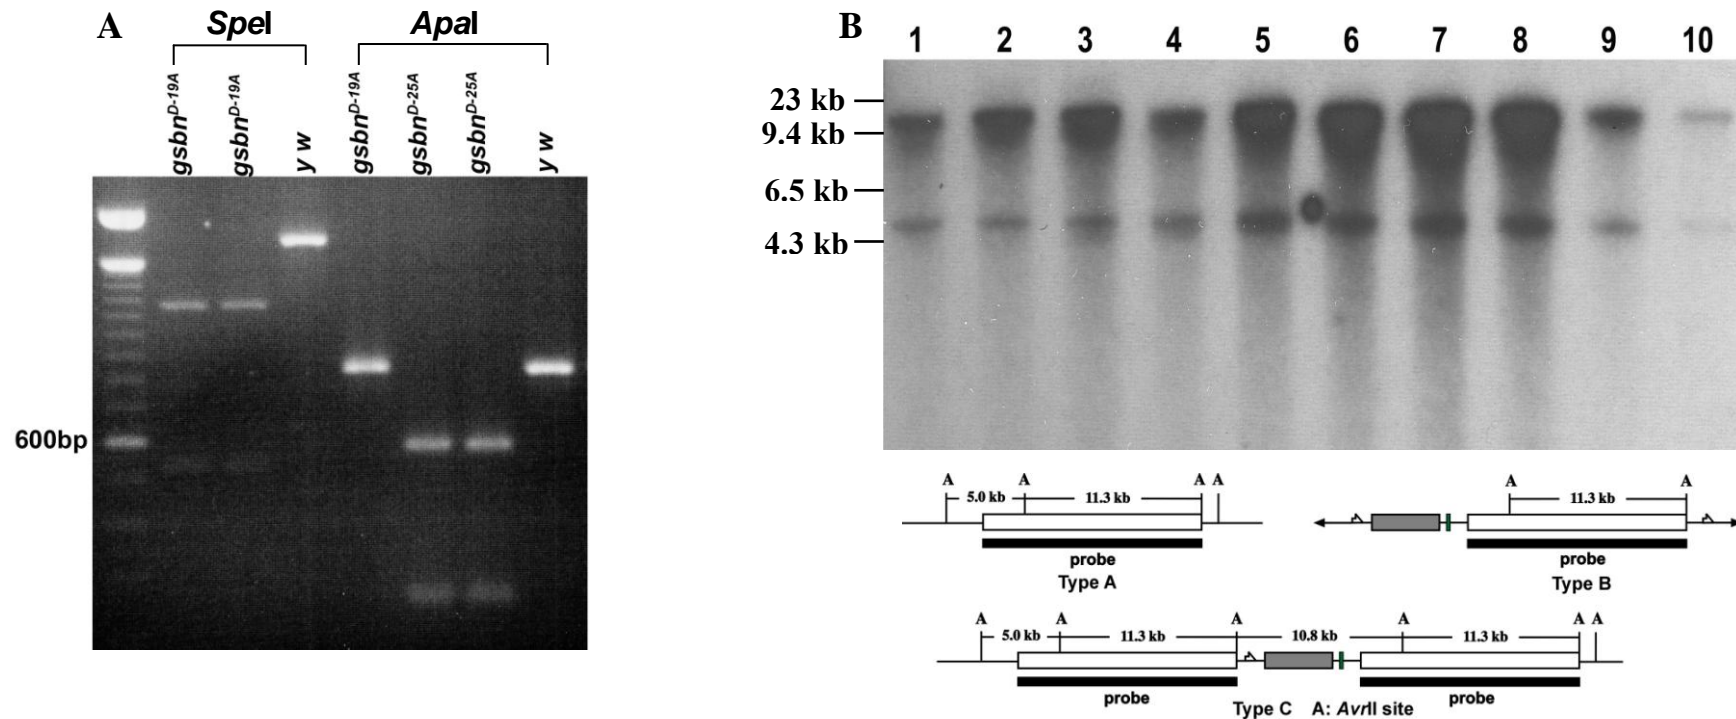 A
SpeI
ApaI
gsbnD-19A
gsbnD-19A
y w
gsbnD-19A
gsbnD-25A
gsbnD-25A
y w
600bp
B
1 2 3 4 5 6 7 8 9 10
23 kb
9.4 kb
6.5 kb
4.3 kb
A A A A
5.0 kb 11.3 kb
probe
Type A
A A
11.3 kb
probe
Type B
A A A A A A
5.0 kb 11.3 kb 10.8 kb 11.3 kb
probe probe
Type C A: AvrII site